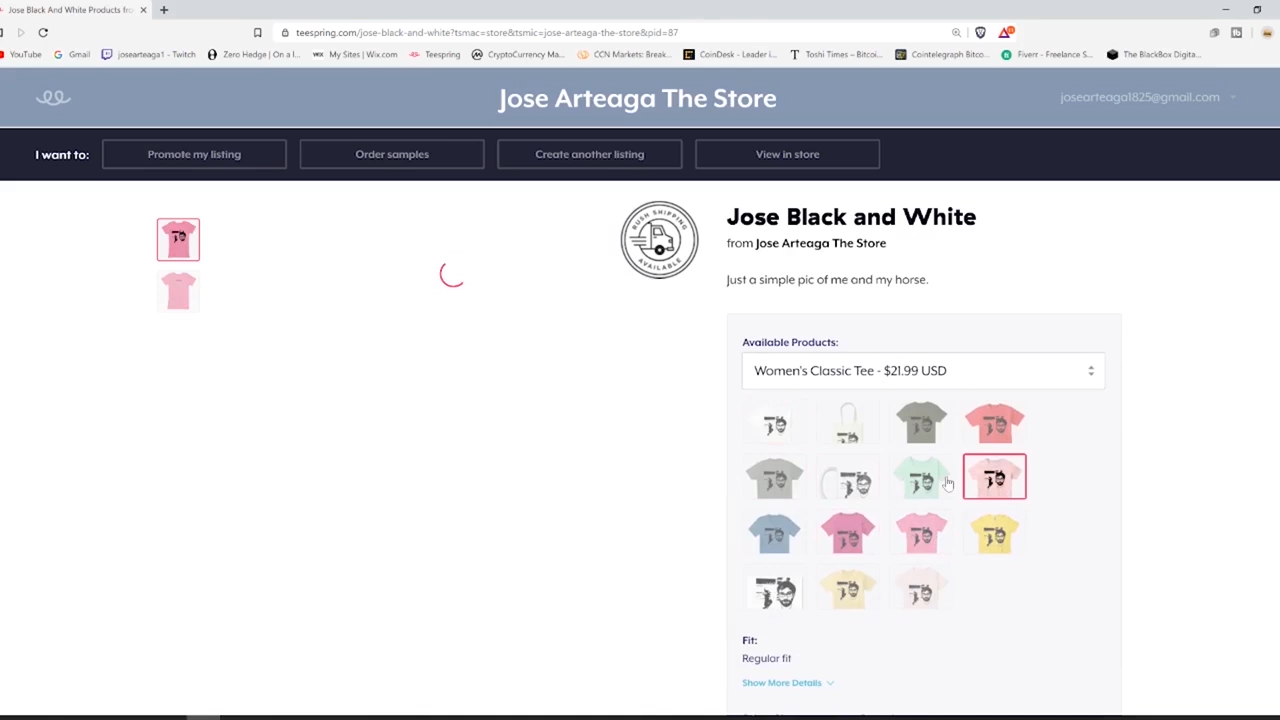 Jose Black And White Products fro
teespring.com/jose-black-and-white?tsmac=store&tsmic=jose-arteaga-the-store&pid=87
YouTube
Gmail
josearteaga1 - Twitch
Zero Hedge | On a l...
My Sites | Wix.com
Teespring
CryptoCurrency Ma...
CCN Markets: Break...
CoinDesk - Leader i...
Toshi Times – Bitcoi...
Cointelegraph Bitco...
Fiverr - Freelance S...
The BlackBox Digita...
Jose Arteaga The Store
josearteaga1825@gmail.com
I want to:
Promote my listing
Order samples
Create another listing
View in store
RUSH SHIPPING
AVAILABLE
Jose Black and White
from Jose Arteaga The Store
Just a simple pic of me and my horse.
Available Products:
Women's Classic Tee - $21.99 USD
Fit:
Regular fit
Show More Details